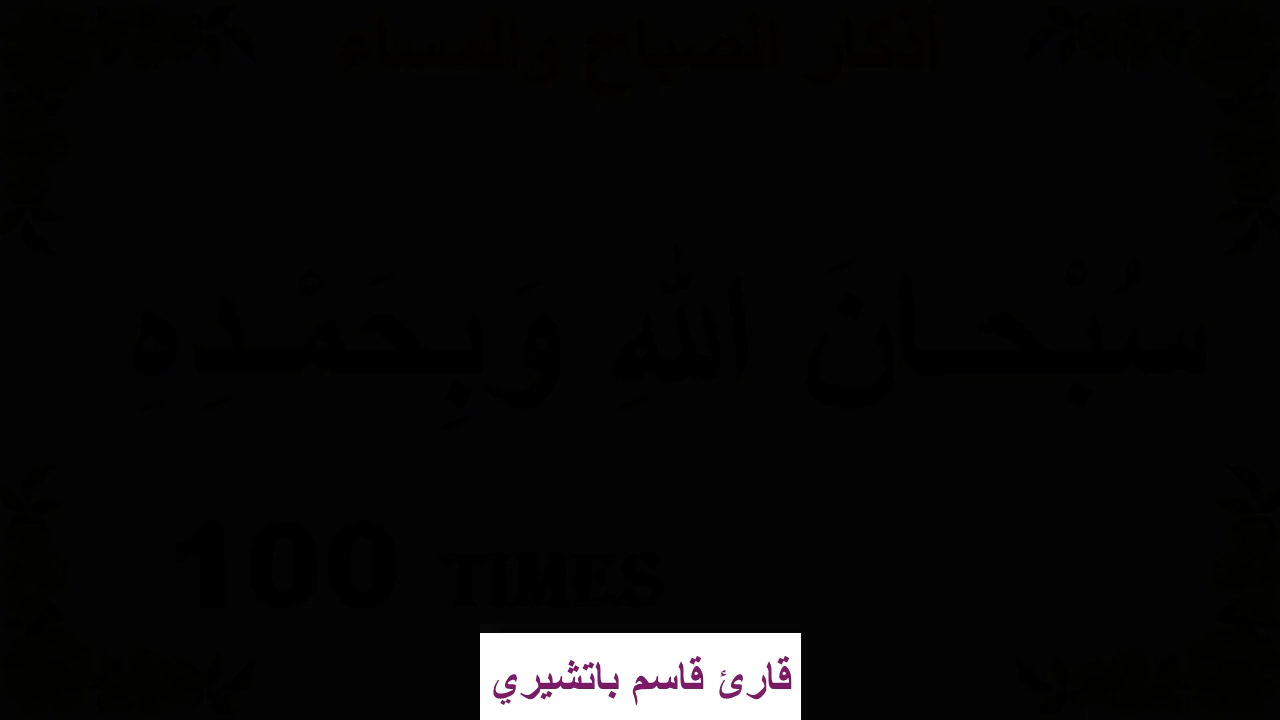 أذكار الصباح والمساء
سُبْحَانَ اللهِ وَبِحَمْدِهِ
100 TIMES
قارئ قاسم باتشيري